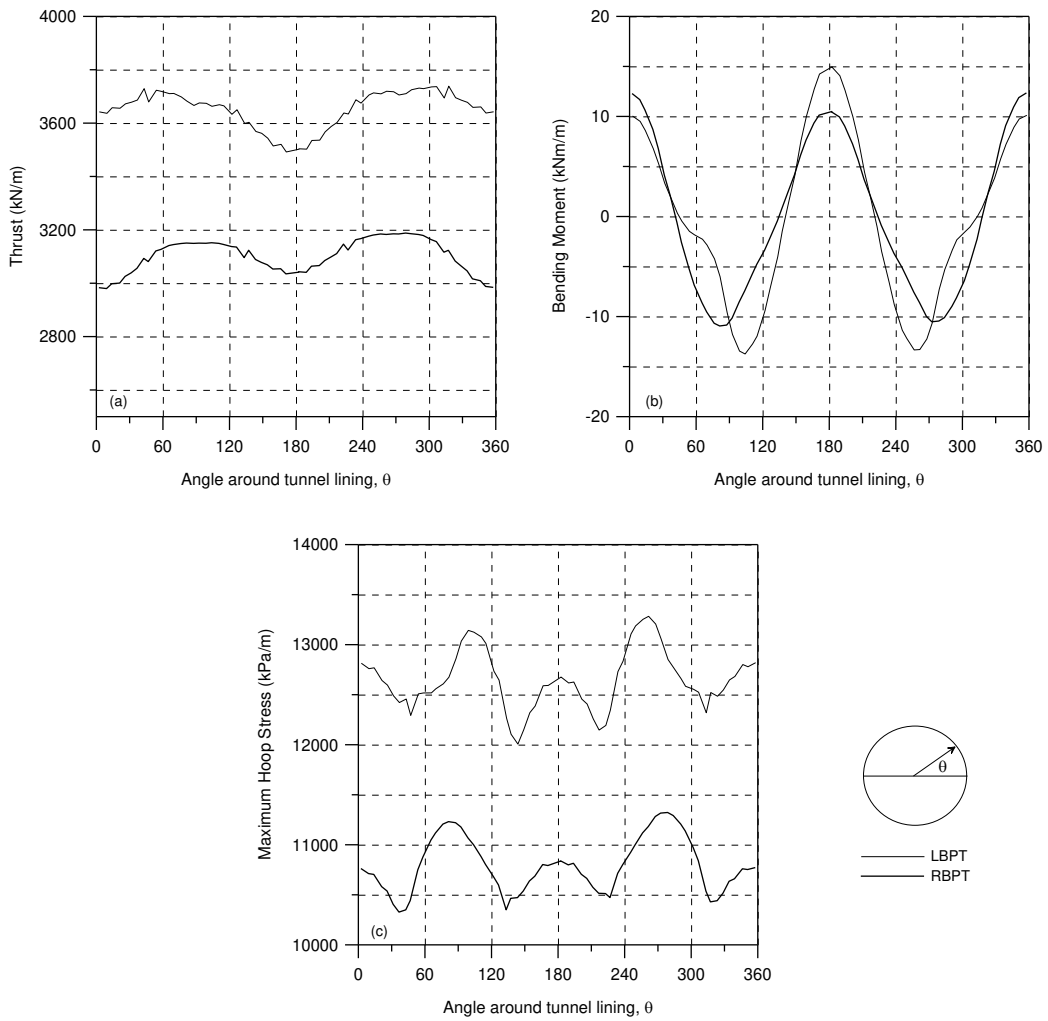 4000
3600
3200
2800
Thrust (kN/m)
(a)
0 60 120 180 240 300 360
Angle around tunnel lining, θ
20
10
0
-10
-20
Bending Moment (kNm/m)
(b)
0 60 120 180 240 300 360
Angle around tunnel lining, θ
14000
13000
12000
11000
10000
Maximum Hoop Stress (kPa/m)
(c)
0 60 120 180 240 300 360
Angle around tunnel lining, θ
θ
LBPT
RBPT